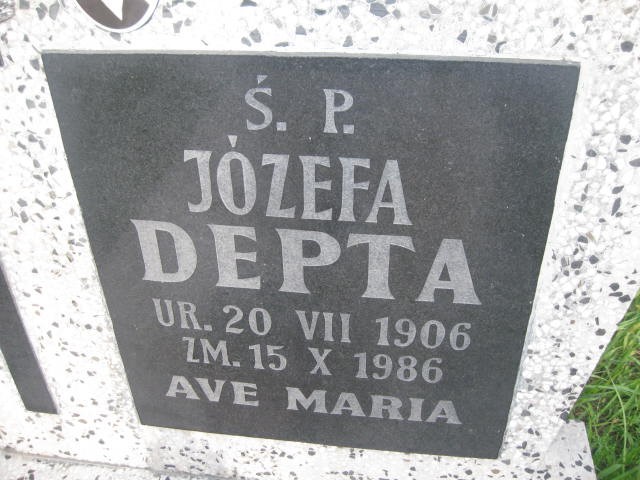 Ś. P.
JÓZEFA
DEPTA
UR. 20 VII 1906
ZM. 15 X 1986
AVE MARIA